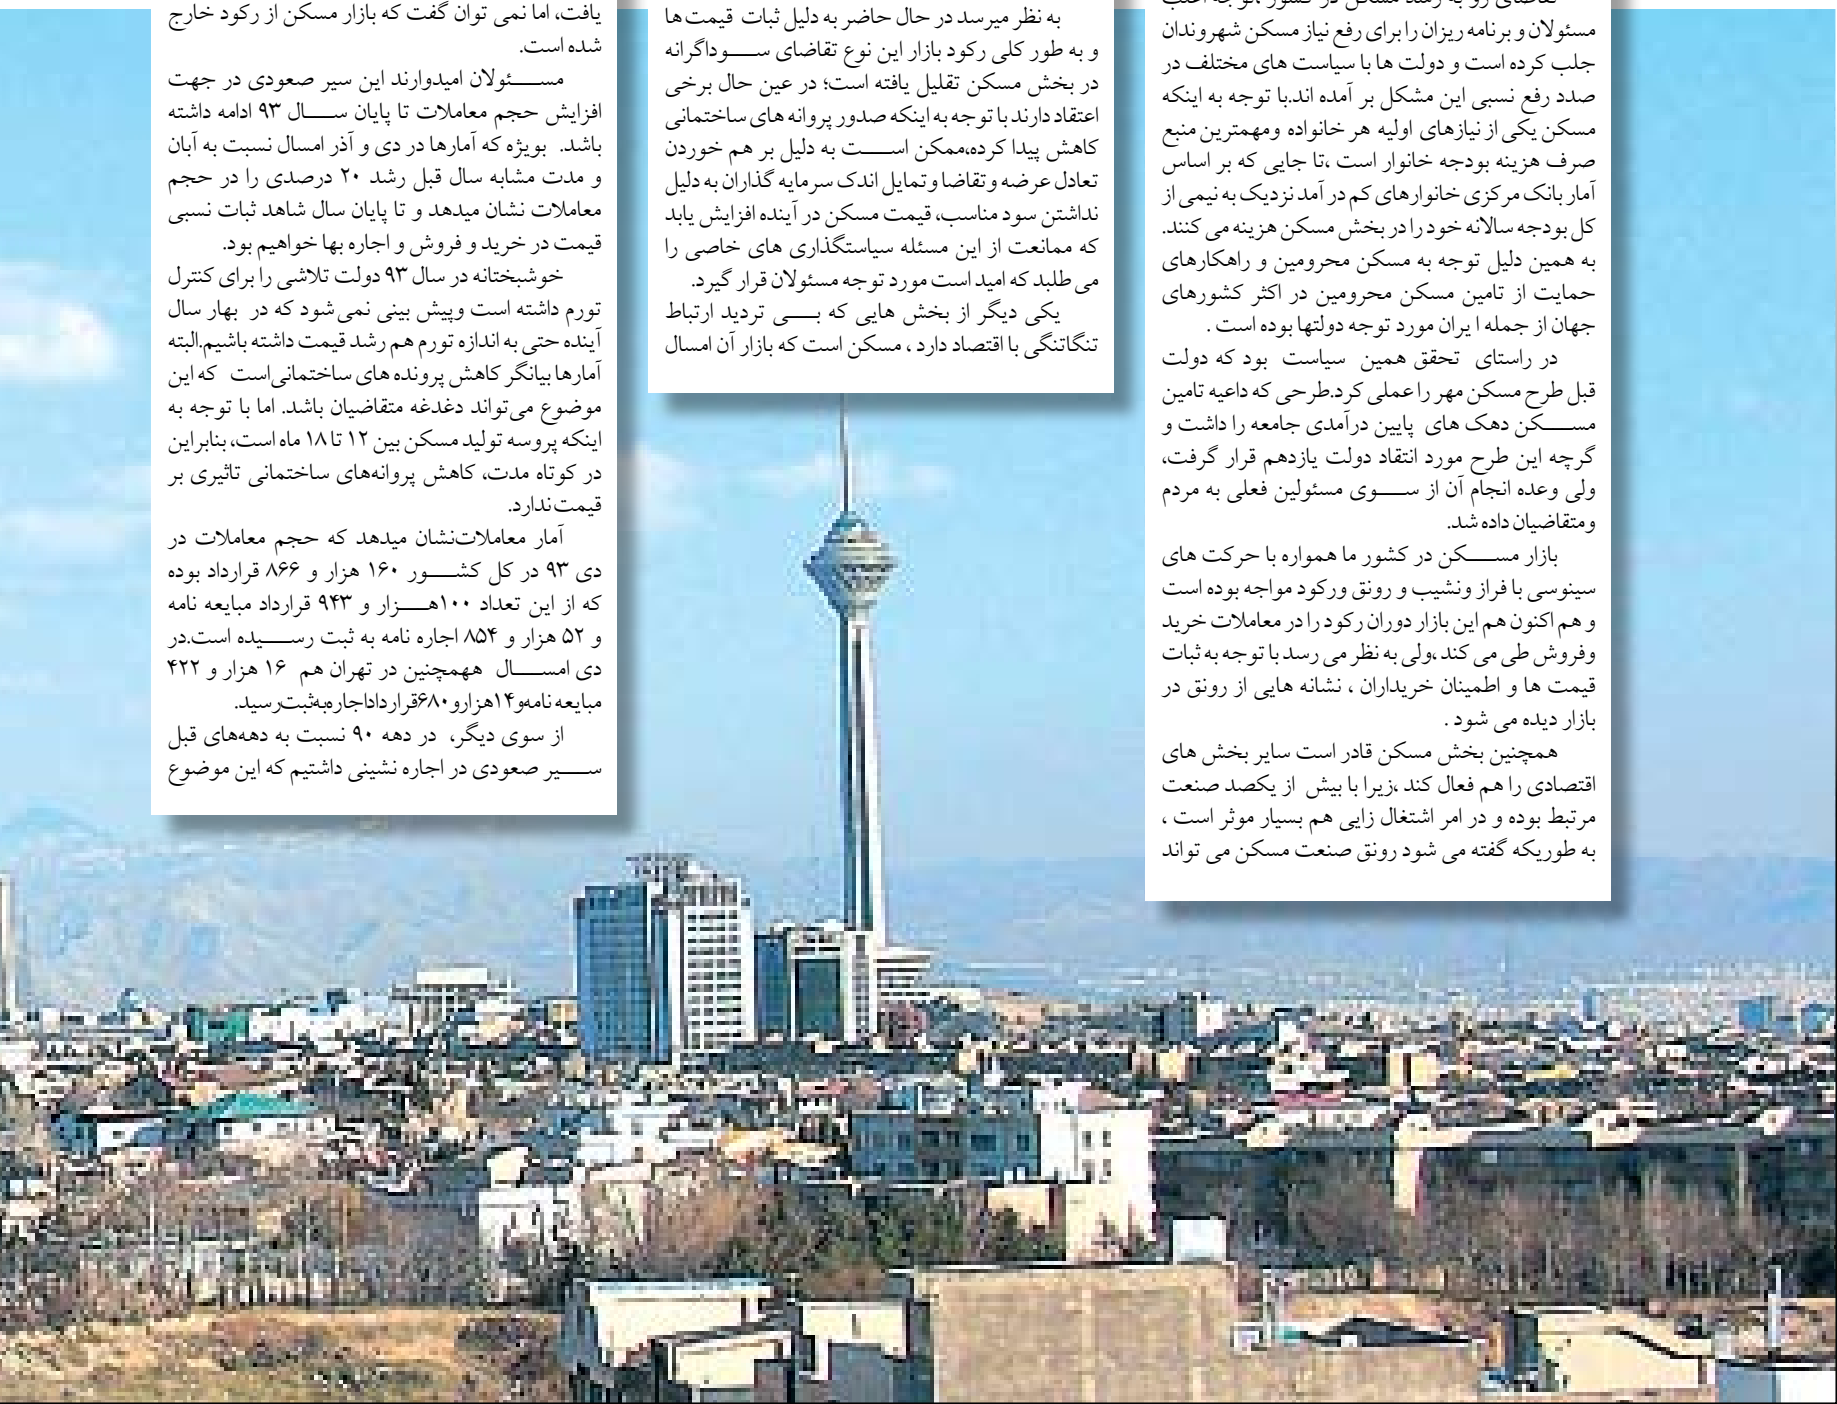 تقاضای رو به رشد مسکن در کشور ،توجه اغلب
مسئولان و برنامه ریزان را برای رفع نیاز مسکن شهروندان
جلب کرده است و دولت ها با سیاست های مختلف در
صدد رفع نسبی این مشکل بر آمده اند.با توجه به اینکه
مسکن یکی از نیازهای اولیه هر خانواده ومهمترین منبع
صرف هزینه بودجه خانوار است ،تا جایی که بر اساس
آمار بانک مرکزی خانوارهای کم در آمد نزدیک به نیمی از
کل بودجه سالانه خود را در بخش مسکن هزینه می کنند.
به همین دلیل توجه به مسکن محرومین و راهکارهای
حمایت از تامین مسکن محرومین در اکثر کشورهای
جهان از جمله ا یران مورد توجه دولتها بوده است .
در راستای تحقق همین سیاست بود که دولت
قبل طرح مسکن مهر را عملی کرد.طرحی که داعیه تامین
مســـکن دهک های پایین درآمدی جامعه را داشت و
گرچه این طرح مورد انتقاد دولت یازدهم قرار گرفت،
ولی وعده انجام آن از ســـوی مسئولین فعلی به مردم
ومتقاضیان داده شد.
بازار مســـکن در کشور ما همواره با حرکت های
سینوسی با فراز ونشیب و رونق ورکود مواجه بوده است
و هم اکنون هم این بازار دوران رکود را در معاملات خرید
وفروش طی می کند ،ولی به نظر می رسد با توجه به ثبات
قیمت ها و اطمینان خریداران ، نشانه هایی از رونق در
بازار دیده می شود .
همچنین بخش مسکن قادر است سایر بخش های
اقتصادی را هم فعال کند ،زیرا با بیش از یکصد صنعت
مرتبط بوده و در امر اشتغال زایی هم بسیار موثر است ،
به طوریکه گفته می شود رونق صنعت مسکن می تواند
به نظر میرسد در حال حاضر به دلیل ثبات قیمت ها
و به طور کلی رکود بازار این نوع تقاضای ســـوداگرانه
در بخش مسکن تقلیل یافته است؛ در عین حال برخی
اعتقاد دارند با توجه به اینکه صدور پروانه های ساختمانی
کاهش پیدا کرده،ممکن اســـت به دلیل بر هم خوردن
تعادل عرضه و تقاضا و تمایل اندک سرمایه گذاران به دلیل
نداشتن سود مناسب، قیمت مسکن در آینده افزایش یابد
که ممانعت از این مسئله سیاستگذاری های خاصی را
می طلبد که امید است مورد توجه مسئولان قرار گیرد.
یکی دیگر از بخش هایی که بـــی تردید ارتباط
تنگاتنگی با اقتصاد دارد ، مسکن است که بازار آن امسال
یافت، اما نمی توان گفت که بازار مسکن از رکود خارج
شده است.
مســـئولان امیدوارند این سیر صعودی در جهت
افزایش حجم معاملات تا پایان ســـال ۹۳ ادامه داشته
باشد. بویژه که آمارها در دی و آذر امسال نسبت به آبان
و مدت مشابه سال قبل رشد ۲۰ درصدی را در حجم
معاملات نشان میدهد و تا پایان سال شاهد ثبات نسبی
قیمت در خرید و فروش و اجاره بها خواهیم بود.
خوشبختانه در سال ۹۳ دولت تلاشی را برای کنترل
تورم داشته است وپیش بینی نمی‌شود که در بهار سال
آینده حتی به اندازه تورم هم رشد قیمت داشته باشیم.البته
آمارها بیانگر کاهش پرونده های ساختمانی‌است که این
موضوع می‌تواند دغدغه متقاضیان باشد. اما با توجه به
اینکه پروسه تولید مسکن بین ۱۲ تا ۱۸ ماه است، بنابراین
در کوتاه مدت، کاهش پروانه‌های ساختمانی تاثیری بر
قیمت ندارد.
آمار معاملات‌نشان میدهد که حجم معاملات در
دی ۹۳ در کل کشـــور ۱۶۰ هزار و ۸۶۶ قرارداد بوده
که از این تعداد ۱۰۰هـــزار و ۹۴۳ قرارداد مبایعه نامه
و ۵۲ هزار و ۸۵۴ اجاره نامه به ثبت رســـیده است.در
دی امســـال ههمچنین در تهران هم ۱۶ هزار و ۴۲۲
مبایعه نامه‌و۱۴هزارو۶۸۰قرارداداجاره‌به‌ثبت‌رسید.
از سوی دیگر، در دهه ۹۰ نسبت به دهه‌های قبل
ســـیر صعودی در اجاره نشینی داشتیم که این موضوع